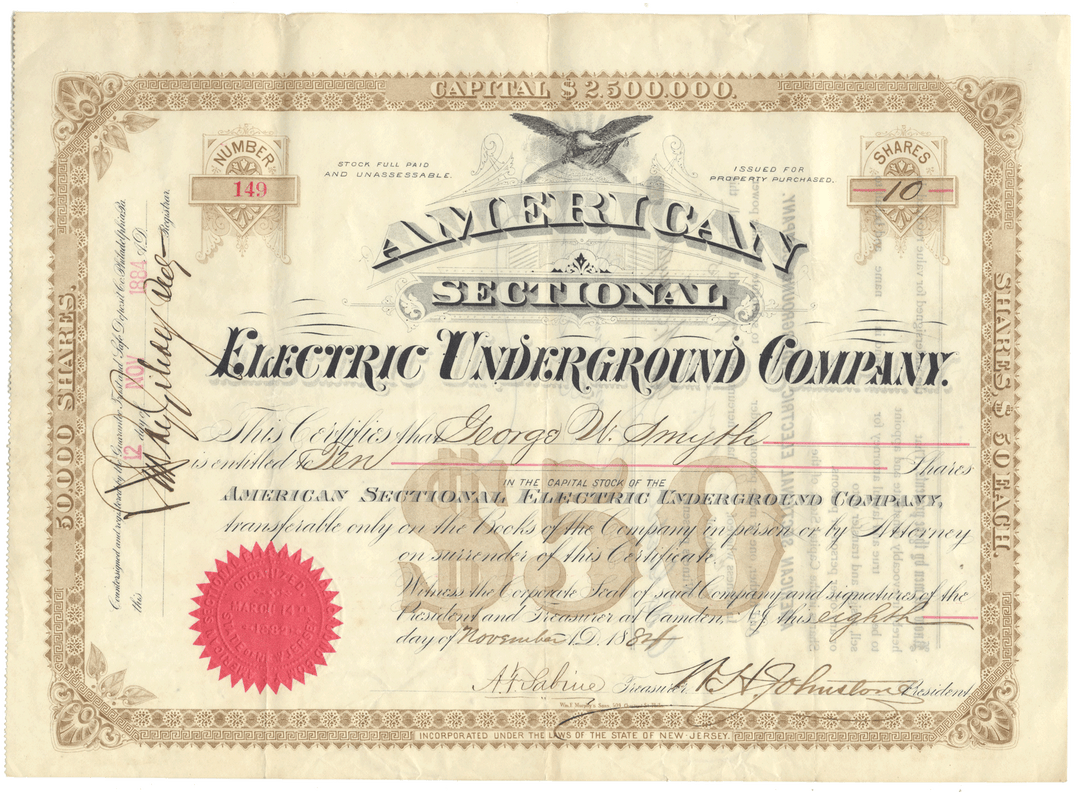 CAPITAL $2,500,000.
NUMBER
149
STOCK FULL PAID
AND UNASSESSABLE.
ISSUED FOR
PROPERTY PURCHASED.
SHARES
10
AMERICAN
SECTIONAL
ELECTRIC UNDERGROUND COMPANY.
This Certifies that George W. Smyth
is entitled to Ten Shares
IN THE CAPITAL STOCK OF THE
AMERICAN SECTIONAL ELECTRIC UNDERGROUND COMPANY,
transferable only on the Books of the Company in person or by Attorney
on surrender of this Certificate
$50
Witness the Corporate Seal of said Company and signatures of the
President and Treasurer at Camden, N.J. this eighth
day of November A.D. 1884
A F Sabine Treasurer W H Johnstone President
INCORPORATED UNDER THE LAWS OF THE STATE OF NEW-JERSEY.
50,000 SHARES.
SHARES $50 EACH.
Countersigned and registered by the Guarantee Trust and Safe Deposit Co. Philadelphia Pa.
this 12 day of NOV 1884 A.D.
Registrar.
ORGANIZED
MARCH 14TH
1884